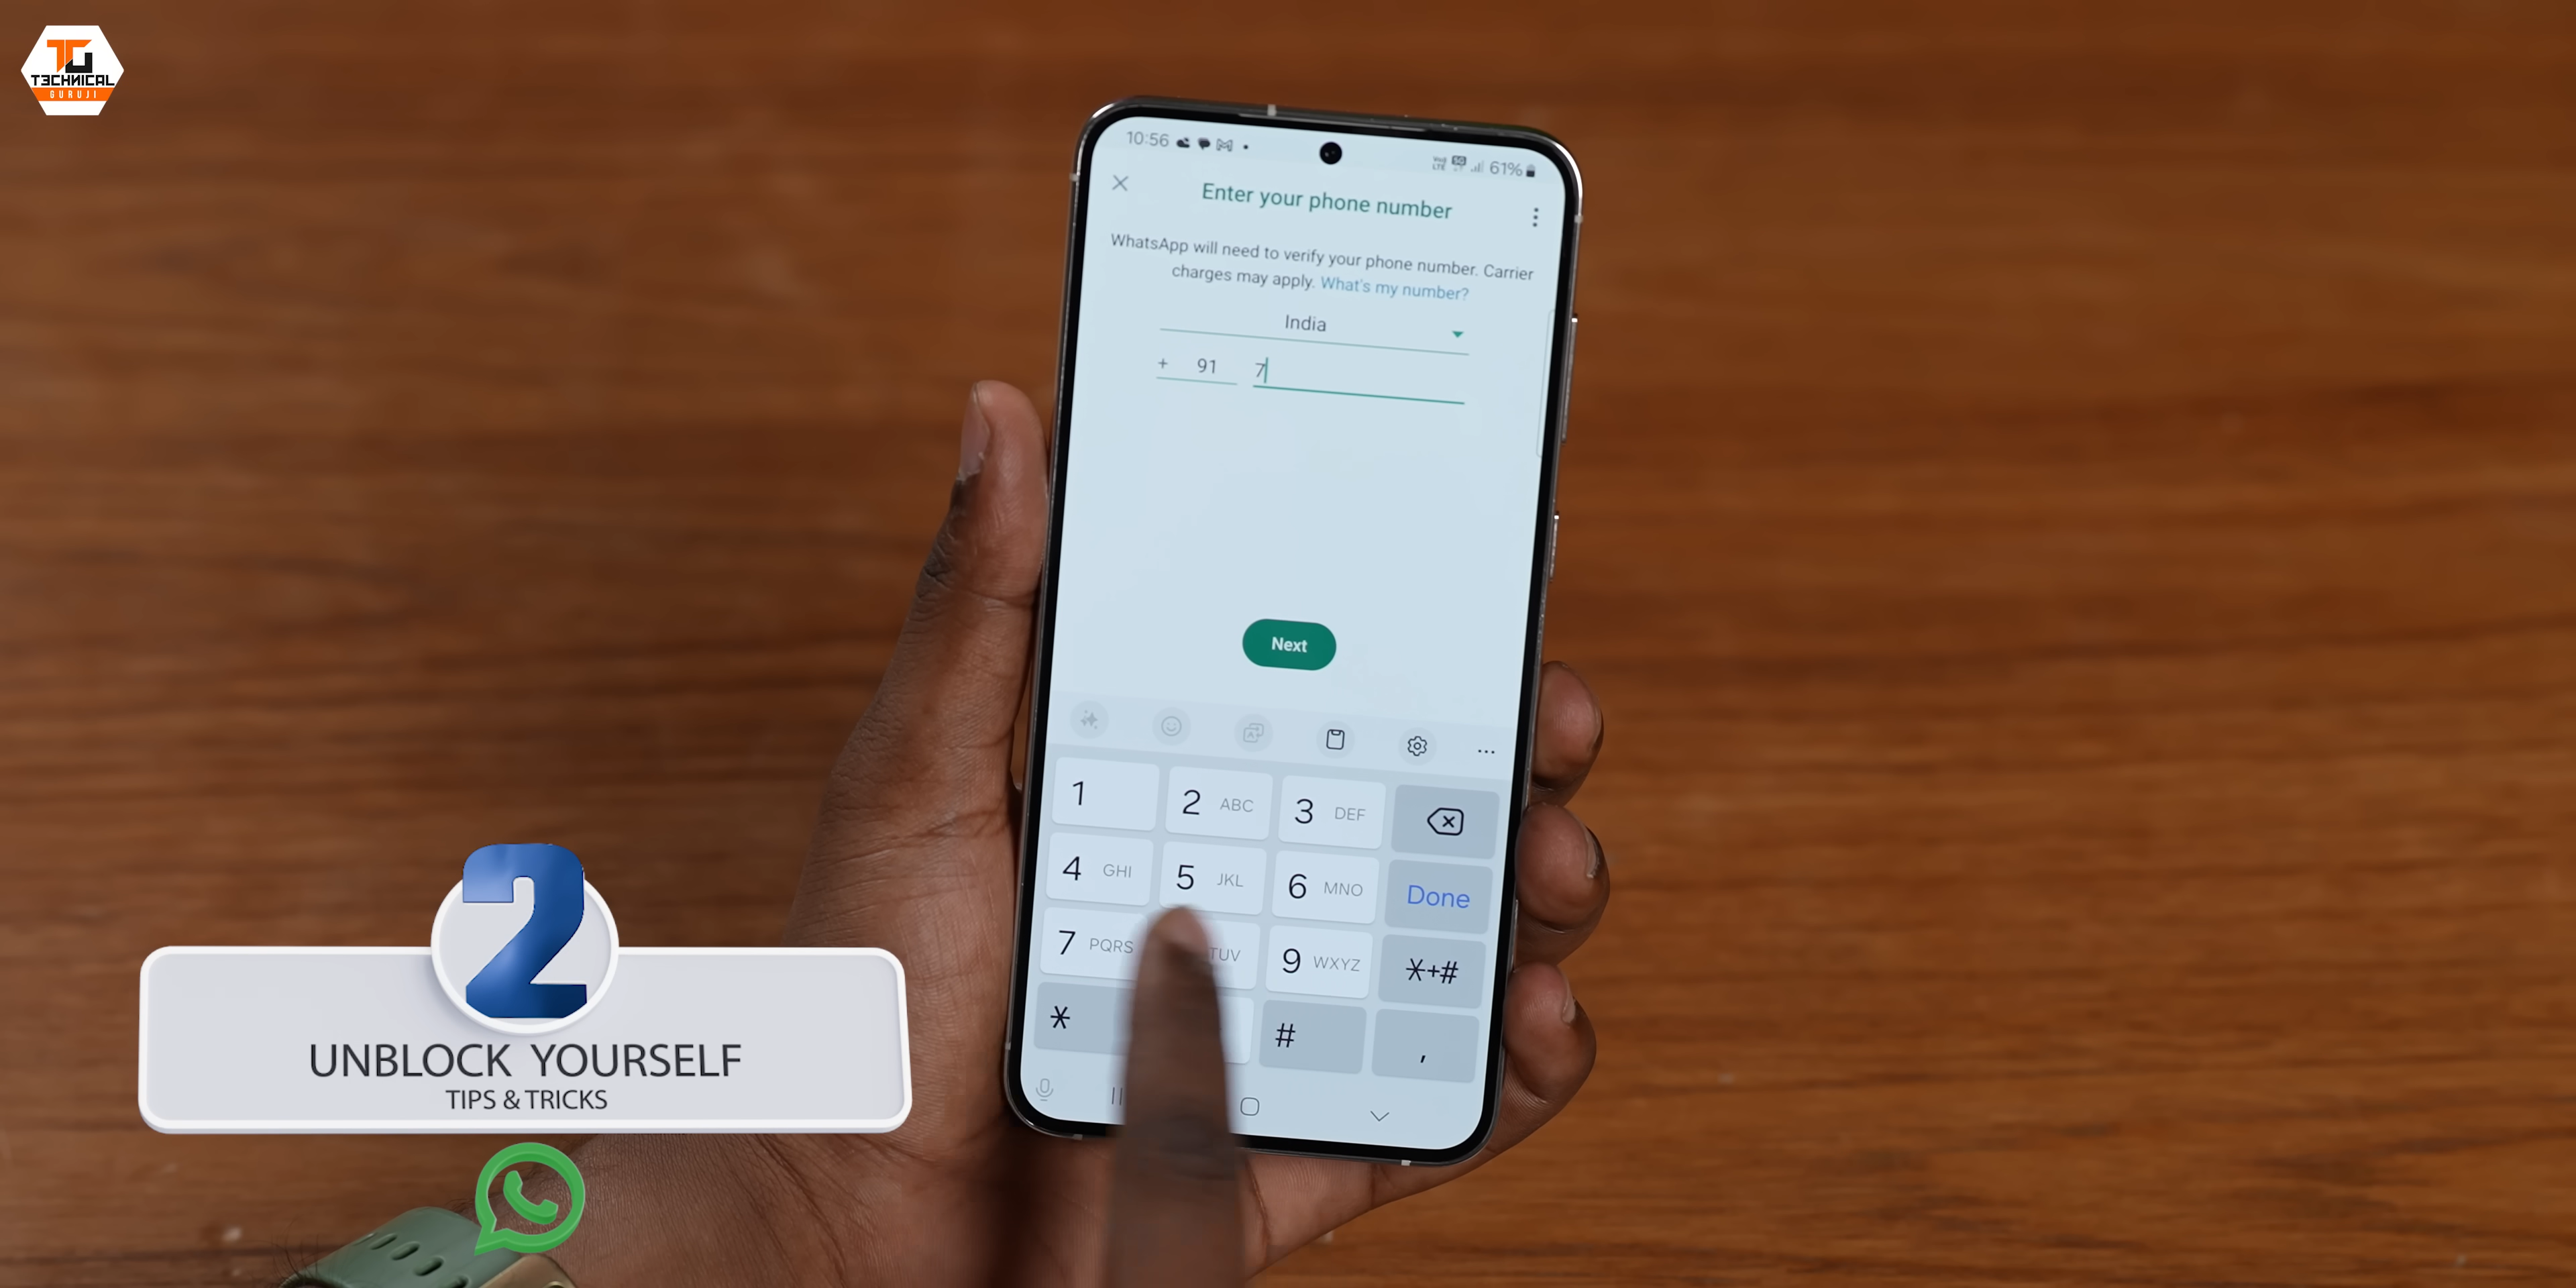 TECHNICAL
GURUJI
10:56
61%
Enter your phone number
WhatsApp will need to verify your phone number. Carrier
charges may apply. What's my number?
India
+ 91 7
Next
1
2 ABC
3 DEF
4 GHI
5 JKL
6 MNO
Done
7 PQRS
TUV
9 WXYZ
*+#
*
#
,
2
UNBLOCK YOURSELF
TIPS & TRICKS